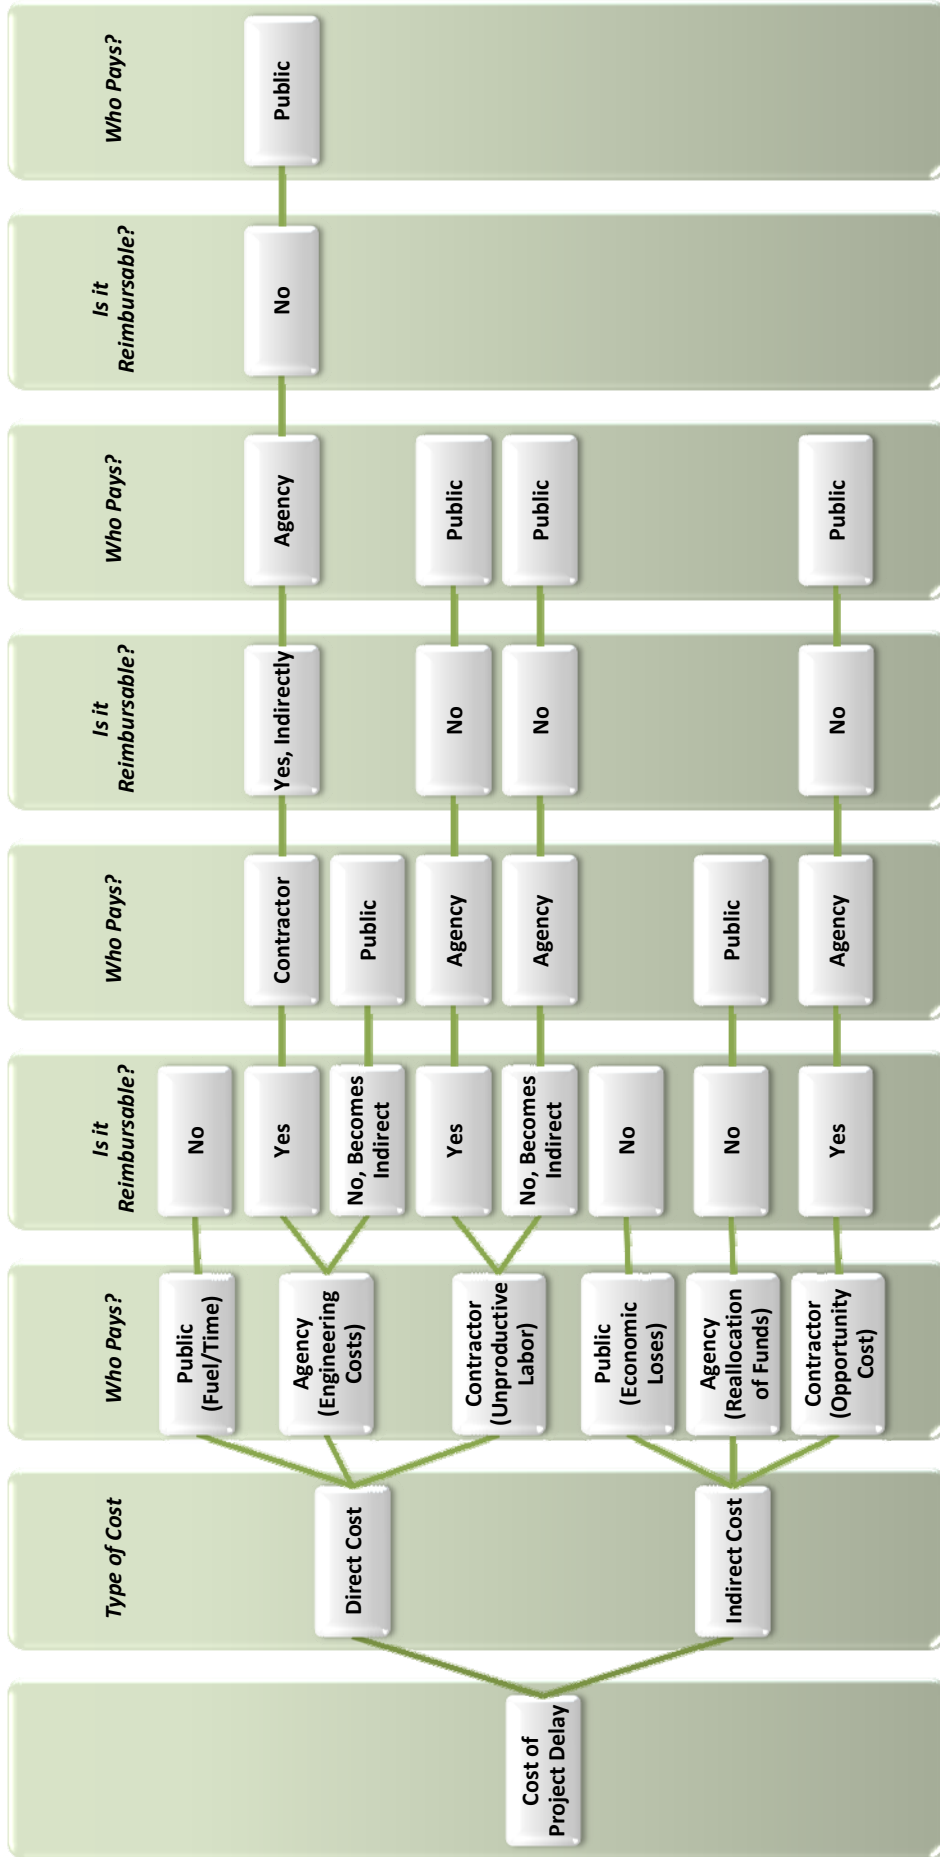 Type of Cost
Who Pays?
Is it
Reimbursable?
Who Pays?
Is it
Reimbursable?
Who Pays?
Is it
Reimbursable?
Who Pays?
Cost of
Project Delay
Direct Cost
Public
(Fuel/Time)
No
Agency
(Engineering
Costs)
Yes
Contractor
Yes, Indirectly
Agency
No
Public
No, Becomes
Indirect
Public
Contractor
(Unproductive
Labor)
Yes
Agency
No
Public
No, Becomes
Indirect
Agency
No
Public
Indirect Cost
Public
(Economic
Loses)
No
Agency
(Reallocation
of Funds)
No
Public
Contractor
(Opportunity
Cost)
Yes
Agency
No
Public